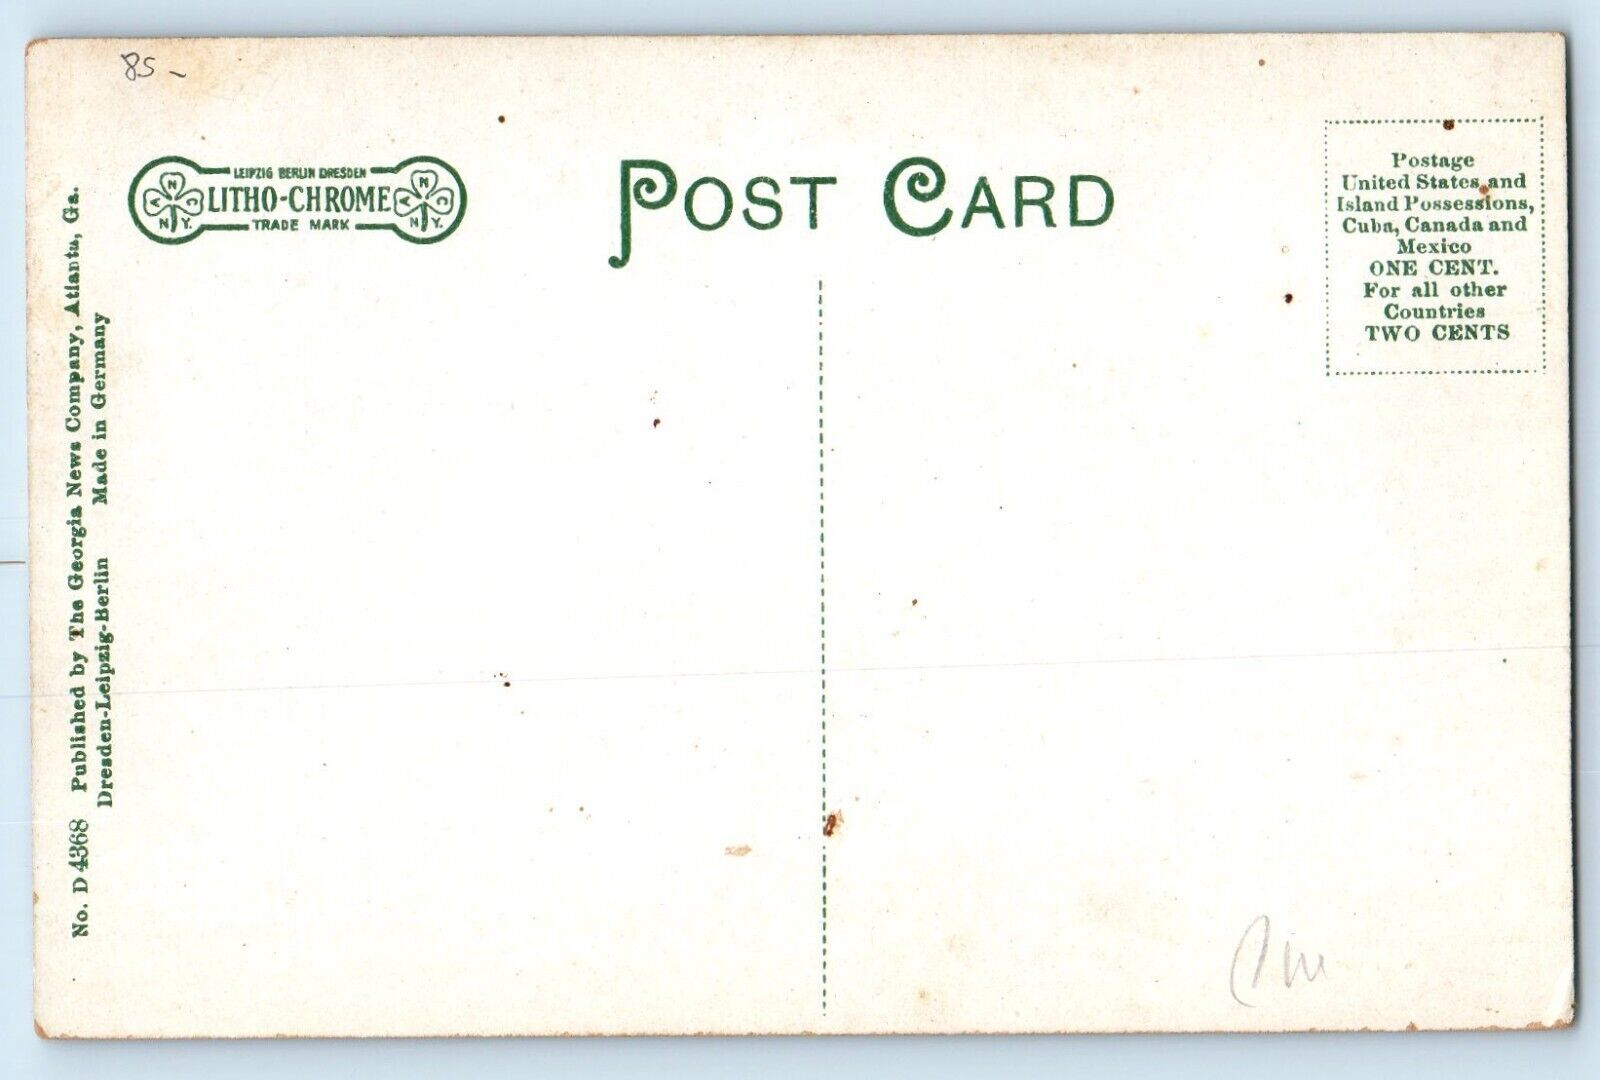 85 -
LEIPZIG BERLIN DRESDEN
LITHO-CHROME
TRADE MARK
A N C
N.Y.
A N C
N.Y.
POST CARD
Postage
United States and
Island Possessions,
Cuba, Canada and
Mexico
ONE CENT.
For all other
Countries
TWO CENTS
No. D 4368 Published by The Georgia News Company, Atlanta, Ga.
Dresden-Leipzig-Berlin Made in Germany